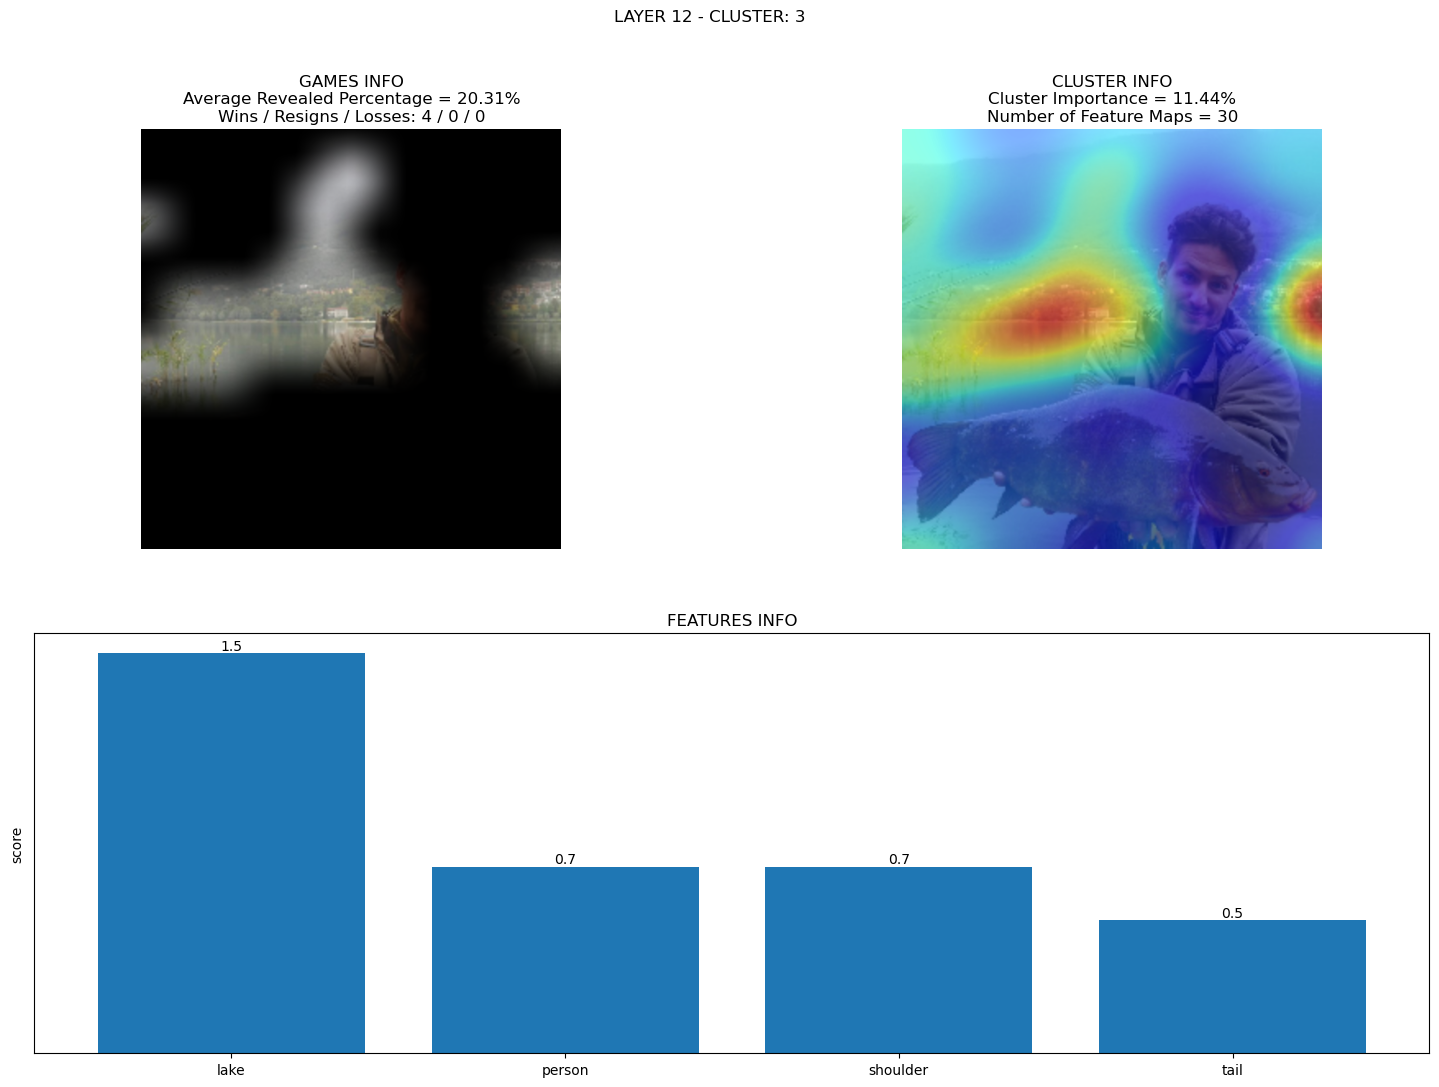 LAYER 12 - CLUSTER: 3
GAMES INFO
Average Revealed Percentage = 20.31%
Wins / Resigns / Losses: 4 / 0 / 0
CLUSTER INFO
Cluster Importance = 11.44%
Number of Feature Maps = 30
FEATURES INFO
score
1.5
0.7
0.7
0.5
lake
person
shoulder
tail